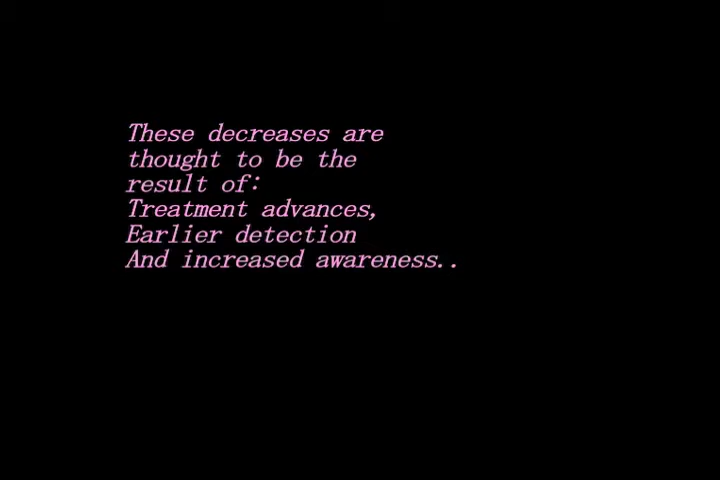 These decreases are
thought to be the
result of:
Treatment advances,
Earlier detection
And increased awareness..